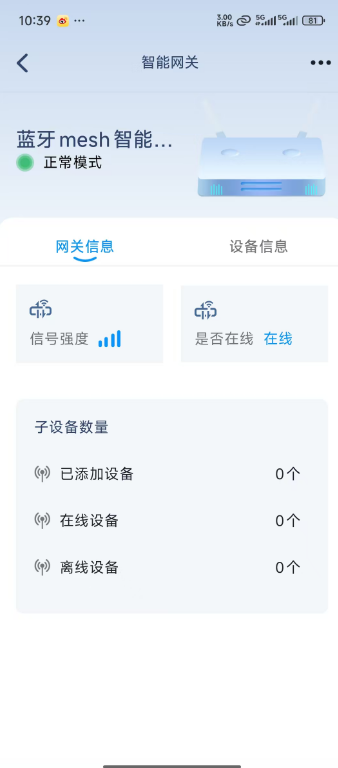 10:39 ··· 3.00 KB/s 5G 5G 81
智能网关
蓝牙mesh智能...
正常模式
网关信息 设备信息
信号强度 是否在线 在线
子设备数量
已添加设备 0个
在线设备 0个
离线设备 0个